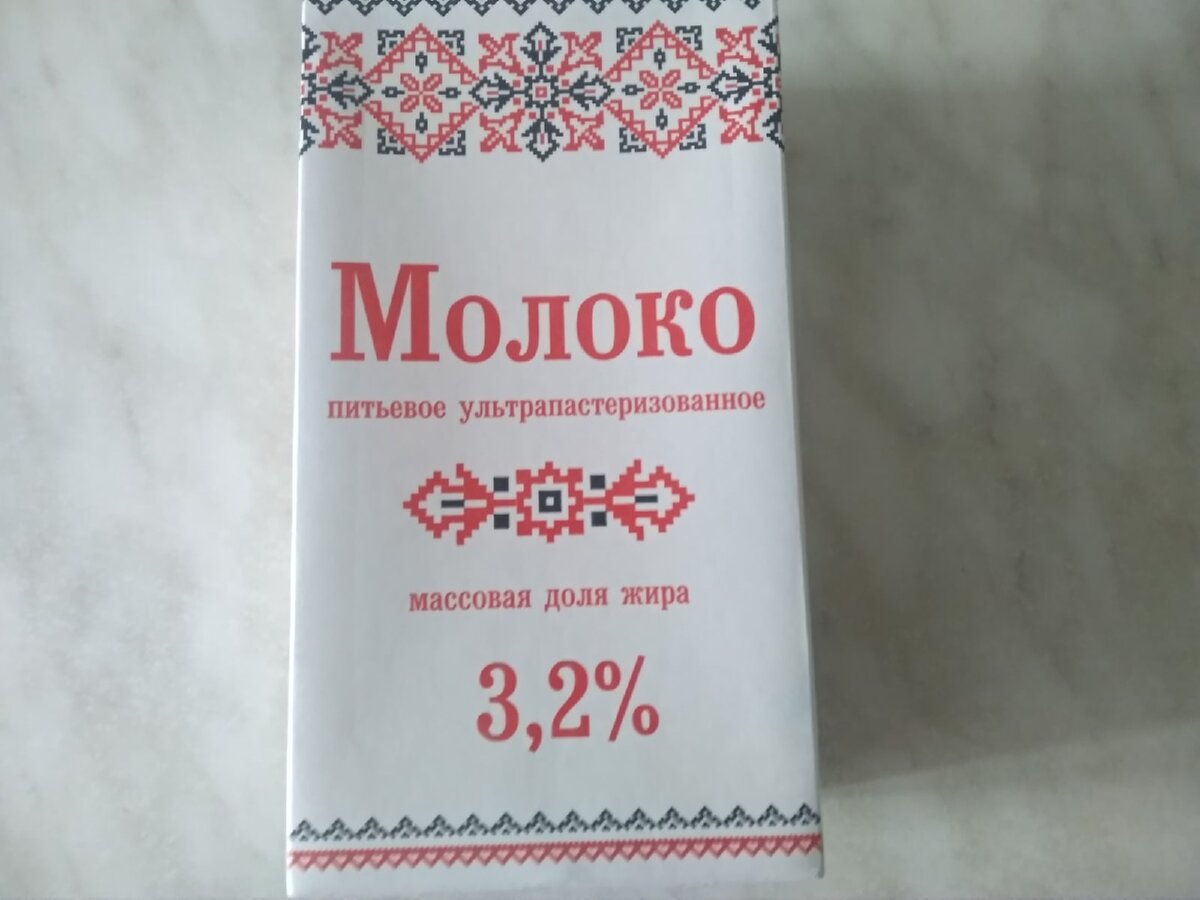 Молоко
питьевое ультрапастеризованное
массовая доля жира
3,2%